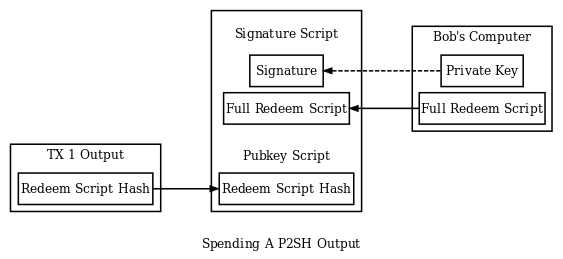 Signature Script
Signature
Full Redeem Script
Pubkey Script
Redeem Script Hash
Bob's Computer
Private Key
Full Redeem Script
TX 1 Output
Redeem Script Hash
Spending A P2SH Output